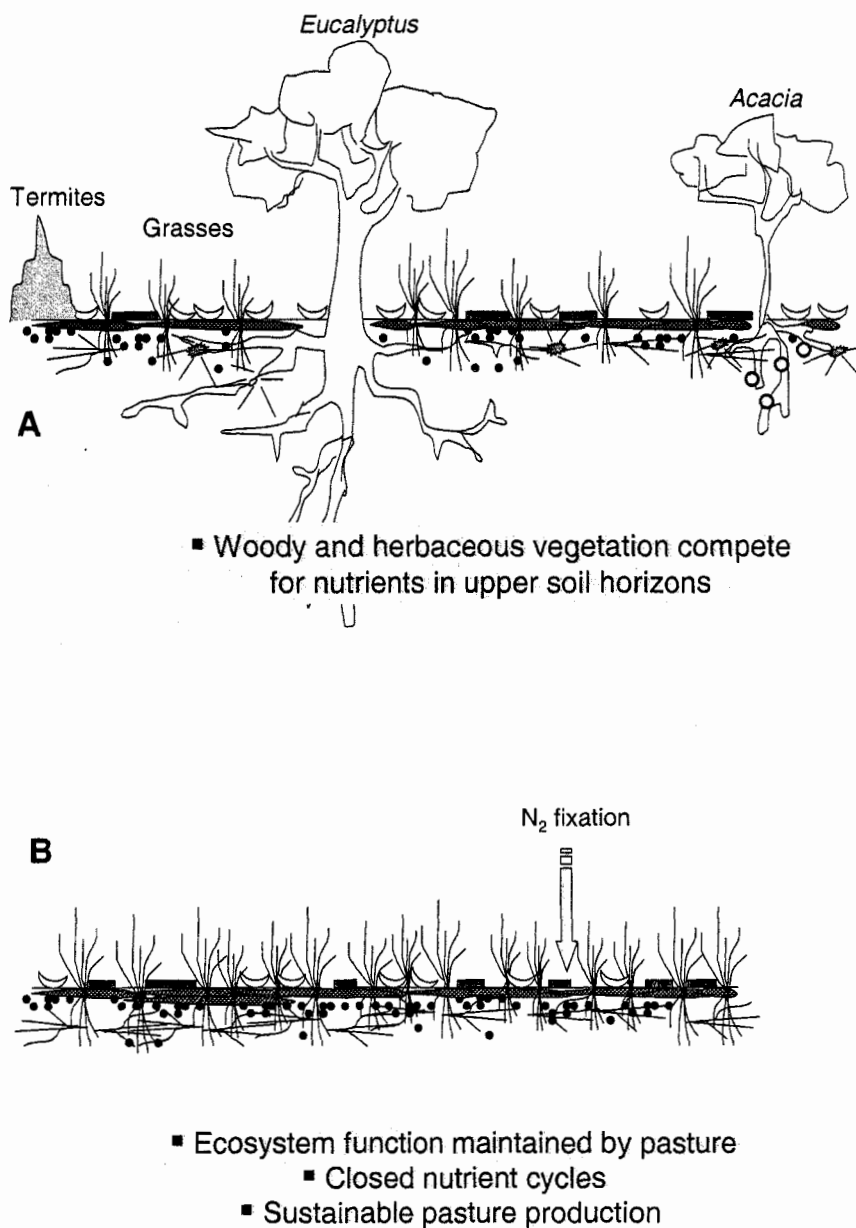 Eucalyptus
Acacia
Termites
Grasses
A
▪ Woody and herbaceous vegetation compete
for nutrients in upper soil horizons
N₂ fixation
B
▪ Ecosystem function maintained by pasture
▪ Closed nutrient cycles
▪ Sustainable pasture production